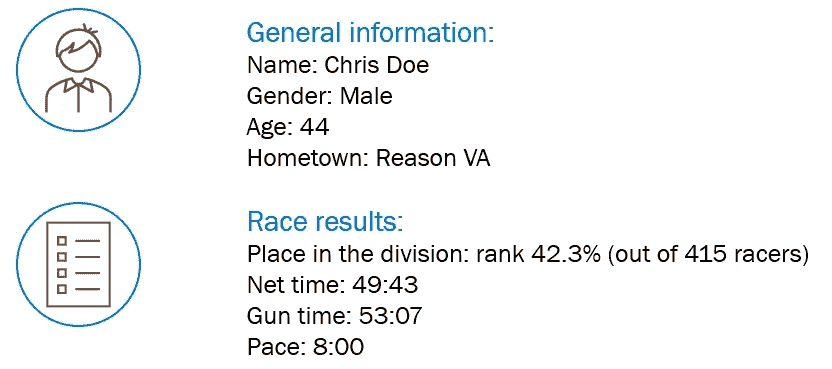 General information:
Name: Chris Doe
Gender: Male
Age: 44
Hometown: Reason VA
Race results:
Place in the division: rank 42.3% (out of 415 racers)
Net time: 49:43
Gun time: 53:07
Pace: 8:00